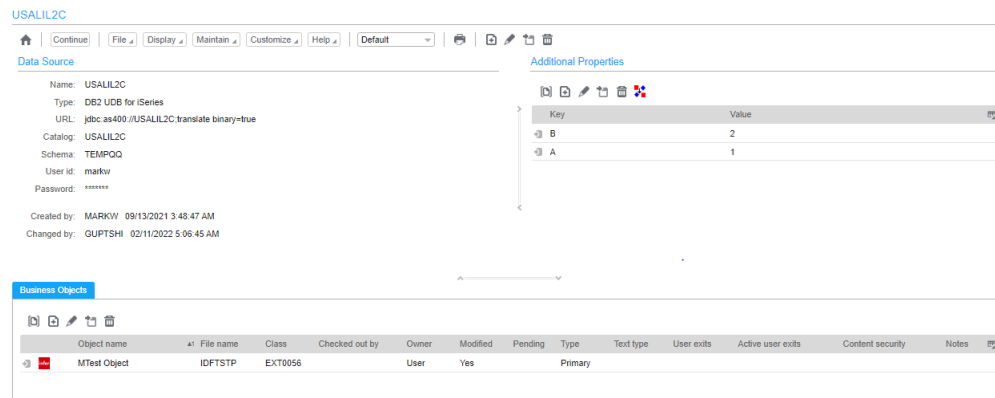 USALIL2C
Continue File Display Maintain Customize Help Default
Data Source
Name: USALIL2C
Type: DB2 UDB for iSeries
URL: jdbc:as400://USALIL2C;translate binary=true
Catalog: USALIL2C
Schema: TEMPQQ
User id: markw
Password: *******
Created by: MARKW 09/13/2021 3:48:47 AM
Changed by: GUPTSHI 02/11/2022 5:06:45 AM
Additional Properties
Key Value
B 2
A 1
Business Objects
Object name ▲1 File name Class Checked out by Owner Modified Pending Type Text type User exits Active user exits Content security Notes
infor MTest Object IDFTSTP EXT0056 User Yes Primary